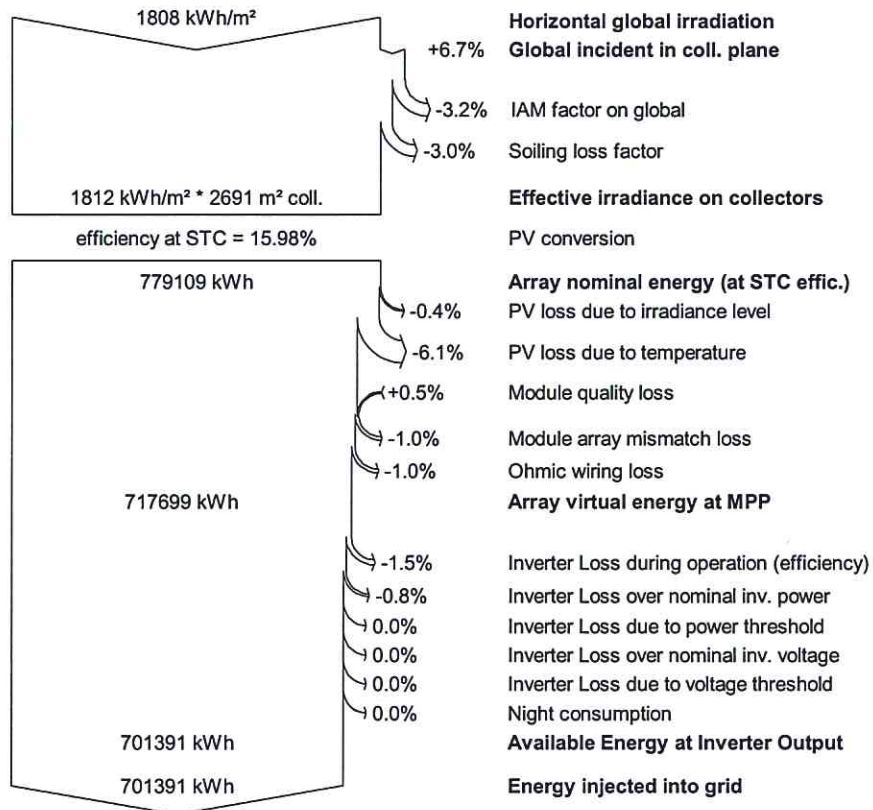 1808 kWh/m² Horizontal global irradiation
+6.7% Global incident in coll. plane
-3.2% IAM factor on global
-3.0% Soiling loss factor
1812 kWh/m² * 2691 m² coll. Effective irradiance on collectors
efficiency at STC = 15.98% PV conversion
779109 kWh Array nominal energy (at STC effic.)
-0.4% PV loss due to irradiance level
-6.1% PV loss due to temperature
+0.5% Module quality loss
-1.0% Module array mismatch loss
-1.0% Ohmic wiring loss
717699 kWh Array virtual energy at MPP
-1.5% Inverter Loss during operation (efficiency)
-0.8% Inverter Loss over nominal inv. power
0.0% Inverter Loss due to power threshold
0.0% Inverter Loss over nominal inv. voltage
0.0% Inverter Loss due to voltage threshold
0.0% Night consumption
701391 kWh Available Energy at Inverter Output
701391 kWh Energy injected into grid